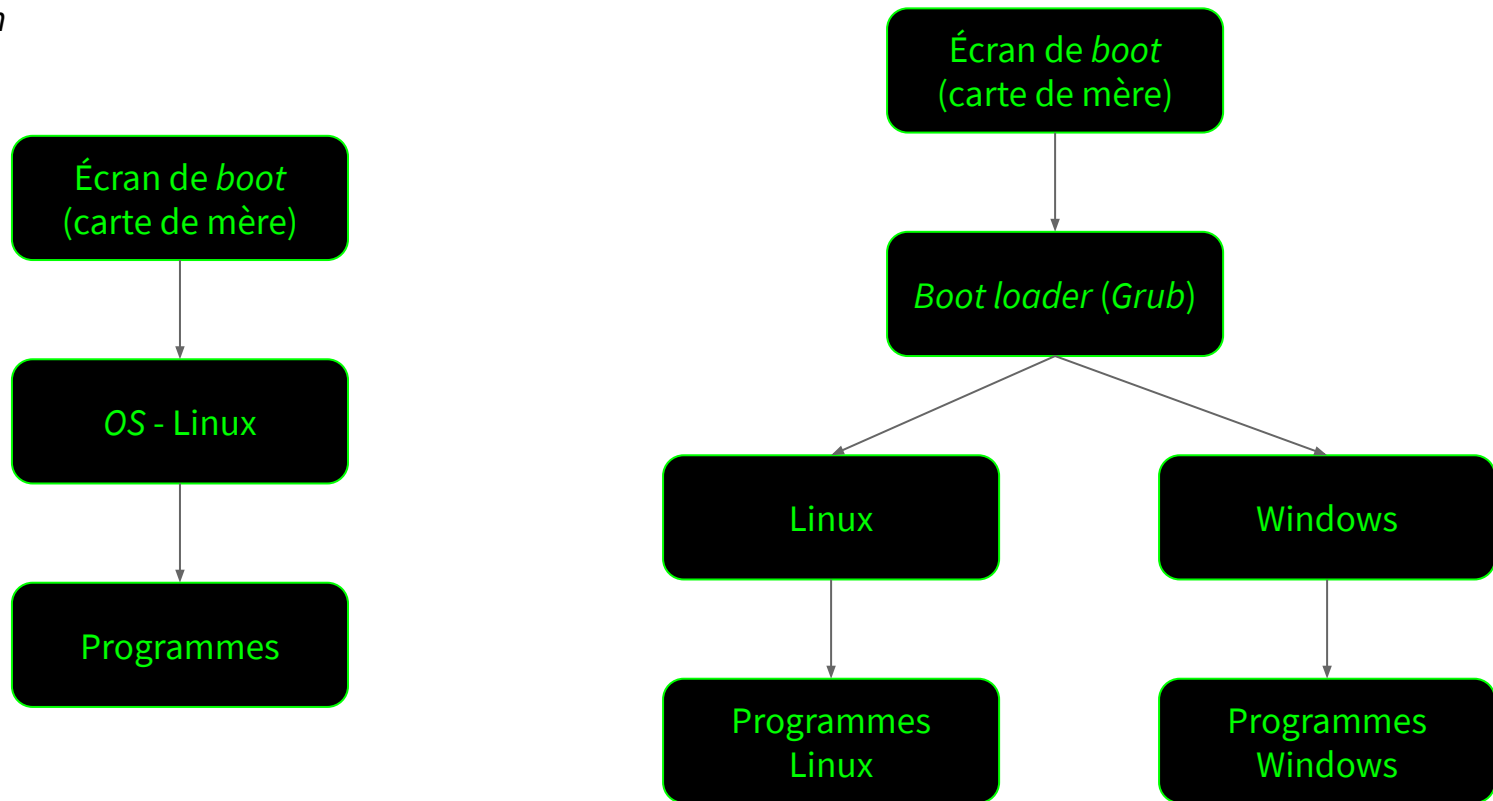 Écran de boot
(carte de mère)
OS - Linux
Programmes
Écran de boot
(carte de mère)
Boot loader (Grub)
Linux
Windows
Programmes
Linux
Programmes
Windows